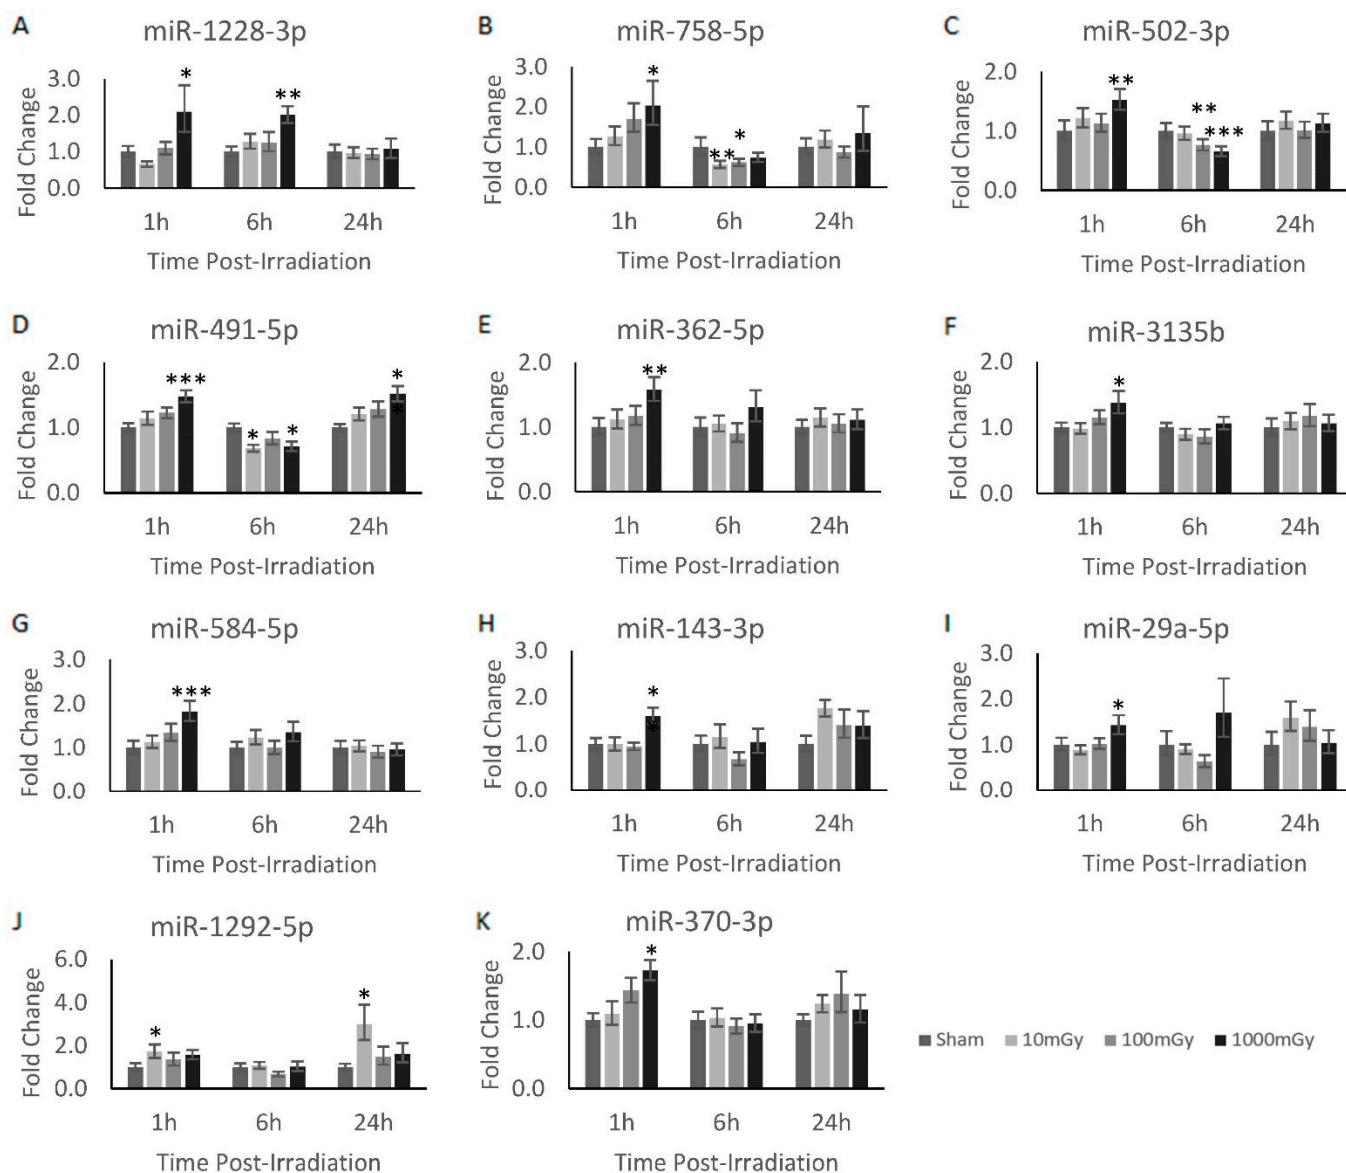 A miR-1228-3p
3.0
2.0
1.0
0.0
Fold Change
* **
1h 6h 24h
Time Post-Irradiation
B miR-758-5p
3.0
2.0
1.0
0.0
Fold Change
* ** *
1h 6h 24h
Time Post-Irradiation
C miR-502-3p
2.0
1.0
0.0
Fold Change
** ** ***
1h 6h 24h
Time Post-Irradiation
D miR-491-5p
2.0
1.0
0.0
Fold Change
*** * * * *
1h 6h 24h
Time Post-Irradiation
E miR-362-5p
2.0
1.0
0.0
Fold Change
**
1h 6h 24h
Time Post-Irradiation
F miR-3135b
2.0
1.0
0.0
Fold Change
*
1h 6h 24h
Time Post-Irradiation
G miR-584-5p
3.0
2.0
1.0
0.0
Fold Change
***
1h 6h 24h
Time Post-Irradiation
H miR-143-3p
3.0
2.0
1.0
0.0
Fold Change
* *
1h 6h 24h
Time Post-Irradiation
I miR-29a-5p
3.0
2.0
1.0
0.0
Fold Change
*
1h 6h 24h
Time Post-Irradiation
J miR-1292-5p
6.0
4.0
2.0
0.0
Fold Change
* *
1h 6h 24h
Time Post-Irradiation
K miR-370-3p
2.0
1.0
0.0
Fold Change
*
1h 6h 24h
Time Post-Irradiation
Sham 10mGy 100mGy 1000mGy